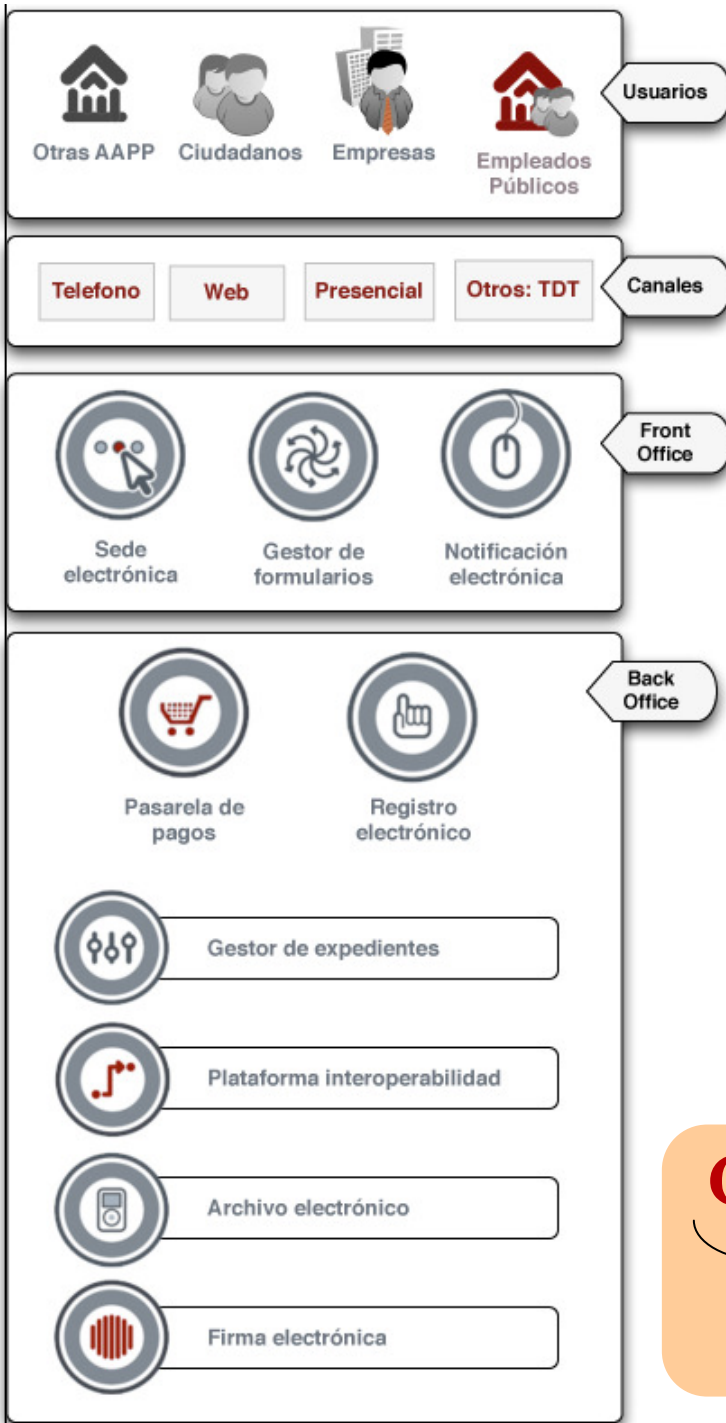 Otras AAPP Ciudadanos Empresas Empleados
Públicos
Usuarios
Telefono Web Presencial Otros: TDT
Canales
Sede
electrónica
Gestor de
formularios
Notificación
electrónica
Front
Office
Pasarela de
pagos
Registro
electrónico
Back
Office
Gestor de expedientes
Plataforma interoperabilidad
Archivo electrónico
Firma electrónica